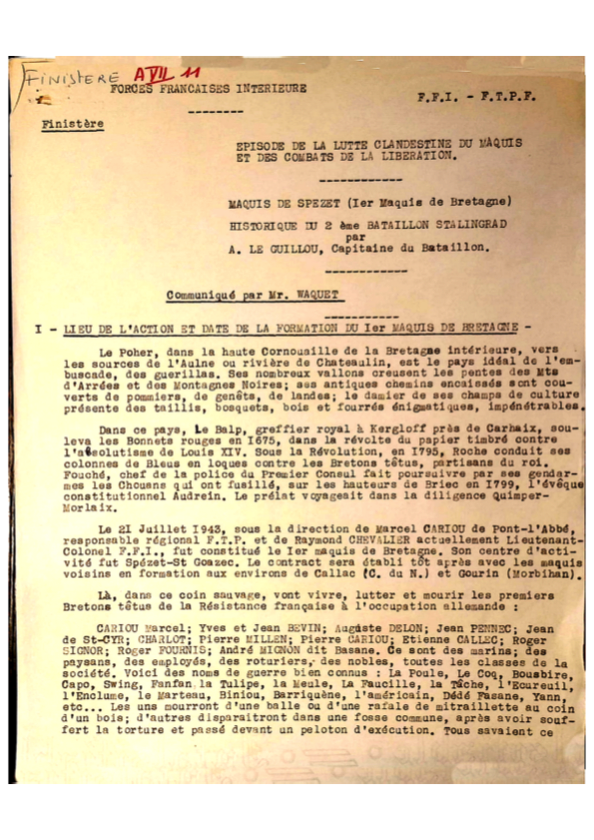 FINISTERE A VII 11
FORCES FRANCAISES INTERIEURE
F.F.I. - F.T.P.F.
--------
Finistère
EPISODE DE LA LUTTE CLANDESTINE DU MAQUIS
ET DES COMBATS DE LA LIBERATION.
------------
MAQUIS DE SPEZET (Ier Maquis de Bretagne)
HISTORIQUE DU 2 ème BATAILLON STALINGRAD
par
A. LE GUILLOU, Capitaine du Bataillon.
------------
Communiqué par Mr. WAQUET
-----------
I - LIEU DE L'ACTION ET DATE DE LA FORMATION DU Ier MAQUIS DE BRETAGNE -
Le Poher, dans la haute Cornouaille de la Bretagne intérieure, vers
les sources de l'Aulne ou rivière de Chateaulin, est le pays idéal de l'em-
buscade, des guerillas. Ses nombreux vallons creusent les pentes des Mts
d'Arrées et des Montagnes Noires; ses antiques chemins encaissés sont cou-
verts de pommiers, de genêts, de landes; le damier de ses champs de culture
présente des taillis, bosquets, bois et fourrés énigmatiques, impénétrables.
Dans ce pays, Le Balp, greffier royal à Kergloff près de Carhaix, sou-
leva les Bonnets rouges en I675, dans la révolte du papier timbré contre
l'absolutisme de Louis XIV. Sous la Révolution, en I795, Roche conduit ses
colonnes de Bleus en loques contre les Bretons têtus, partisans du roi.
Fouché, chef de la police du Premier Consul fait poursuivre par ses gendar-
mes les Chouans qui ont fusillé, sur les hauteurs de Briec en I799, l'évêque
constitutionnel Audrein. Le prélat voyageait dans la diligence Quimper-
Morlaix.
Le 2I Juillet I943, sous la direction de Marcel CARIOU de Pont-l'Abbé,
responsable régional F.T.P. et de Raymond CHEVALIER actuellement Lieutenant-
Colonel F.F.I., fut constitué le Ier maquis de Bretagne. Son centre d'acti-
vité fut Spézet-St Goazec. Le contract sera établi tôt après avec les maquis
voisins en formation aux environs de Callac (C. du N.) et Gourin (Morbihan).
Là, dans ce coin sauvage, vont vivre, lutter et mourir les premiers
Bretons têtus de la Résistance française à l'occupation allemande :
CARIOU Marcel; Yves et Jean BEVIN; Auguste DELON; Jean PENNEC; Jean
de St-CYR; CHARLOT; Pierre MILLEN; Pierre CARIOU; Etienne CALLEC; Roger
SIGNOR; Roger FOURNIS; André MIGNON dit Basane. Ce sont des marins; des
paysans, des employés, des roturiers, des nobles, toutes les classes de la
société. Voici des noms de guerre bien connus : La Poule, Le Coq, Bousbire,
Capo, Swing, Fanfan la Tulipe, la Meule, La Faucille, la Tâche, l'Ecureuil,
l'Enclume, le Marteau, Biniou, Barriquène, l'américain, Dédé Fasane, Yann,
etc... Les uns mourront d'une balle ou d'une rafale de mitraillette au coin
d'un bois; d'autres disparaitront dans une fosse commune, après avoir souf-
fert la torture et passé devant un peloton d'exécution. Tous savaient ce